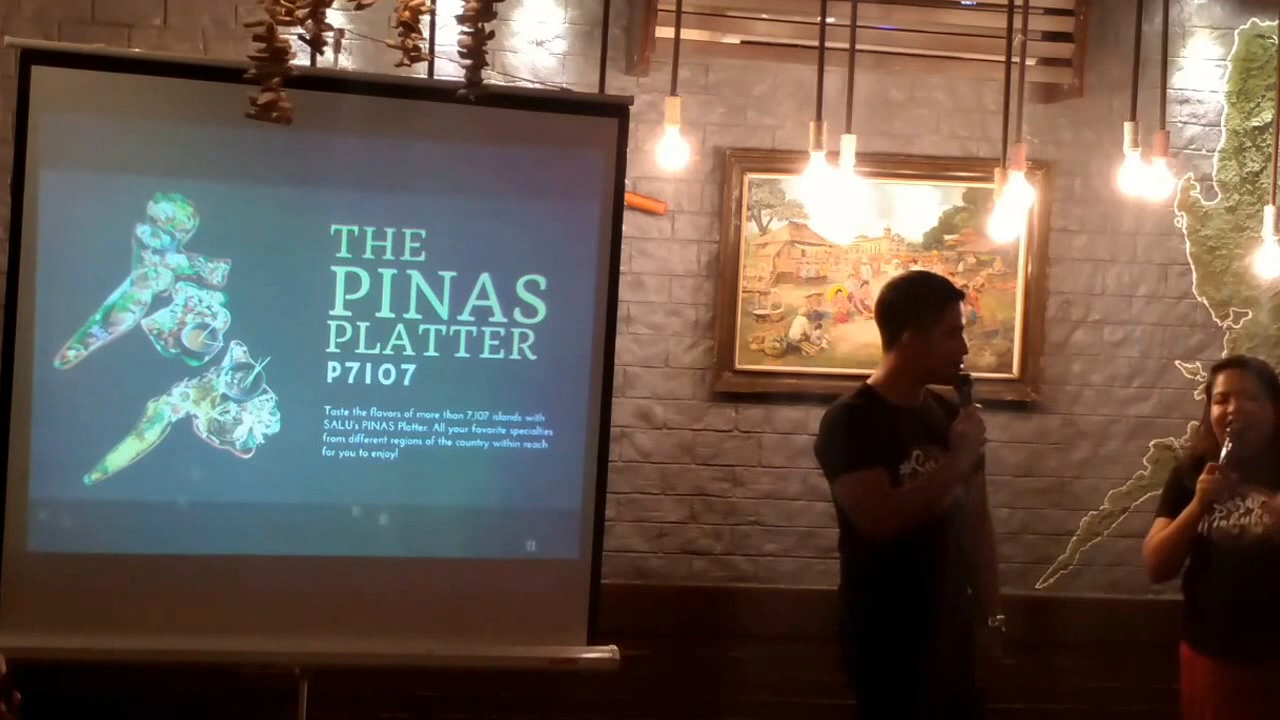 THE
PINAS
PLATTER
P7107
Taste the flavors of more than 7,107 islands with
SALU's PINAS Platter. All your favorite specialties
from different regions of the country within reach
for you to enjoy!